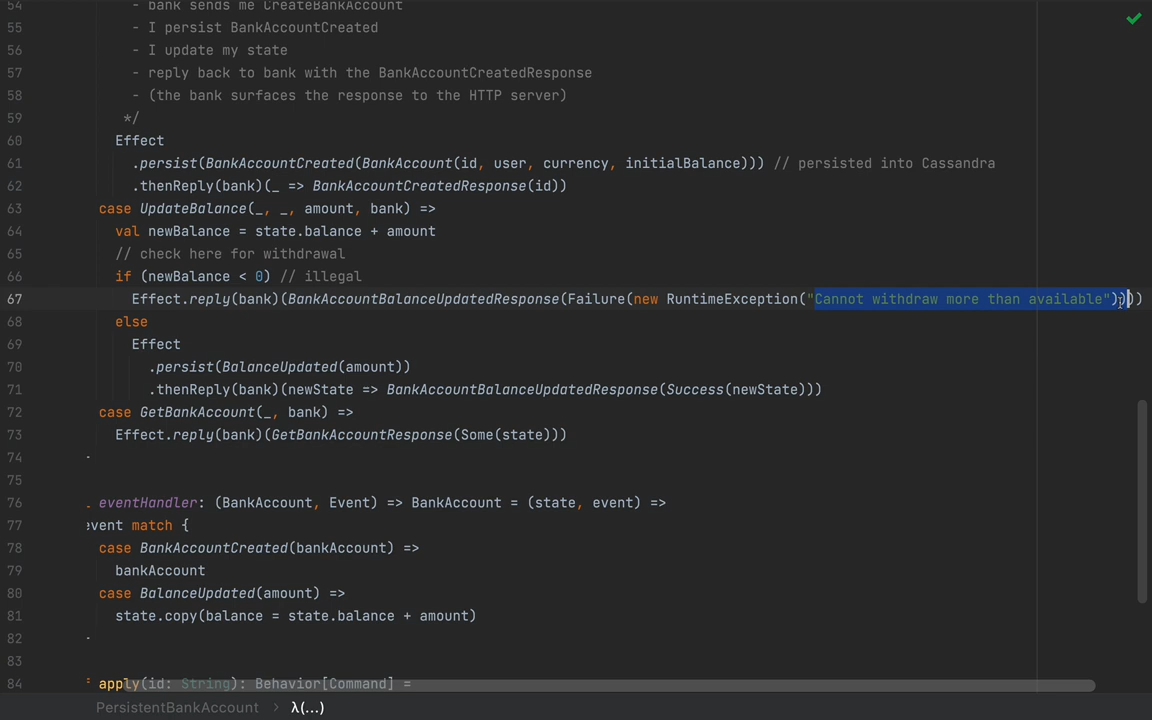 54 - bank sends me CreateBankAccount
55 - I persist BankAccountCreated
56 - I update my state
57 - reply back to bank with the BankAccountCreatedResponse
58 - (the bank surfaces the response to the HTTP server)
59 */
60 Effect
61 .persist(BankAccountCreated(BankAccount(id, user, currency, initialBalance))) // persisted into Cassandra
62 .thenReply(bank)(_ => BankAccountCreatedResponse(id))
63 case UpdateBalance(_, _, amount, bank) =>
64 val newBalance = state.balance + amount
65 // check here for withdrawal
66 if (newBalance < 0) // illegal
67 Effect.reply(bank)(BankAccountBalanceUpdatedResponse(Failure(new RuntimeException("Cannot withdraw more than available"))))
68 else
69 Effect
70 .persist(BalanceUpdated(amount))
71 .thenReply(bank)(newState => BankAccountBalanceUpdatedResponse(Success(newState)))
72 case GetBankAccount(_, bank) =>
73 Effect.reply(bank)(GetBankAccountResponse(Some(state)))
74
75
76 eventHandler: (BankAccount, Event) => BankAccount = (state, event) =>
77 event match {
78 case BankAccountCreated(bankAccount) =>
79 bankAccount
80 case BalanceUpdated(amount) =>
81 state.copy(balance = state.balance + amount)
82
83
84 apply(id: String): Behavior[Command] =
PersistentBankAccount > λ(...)